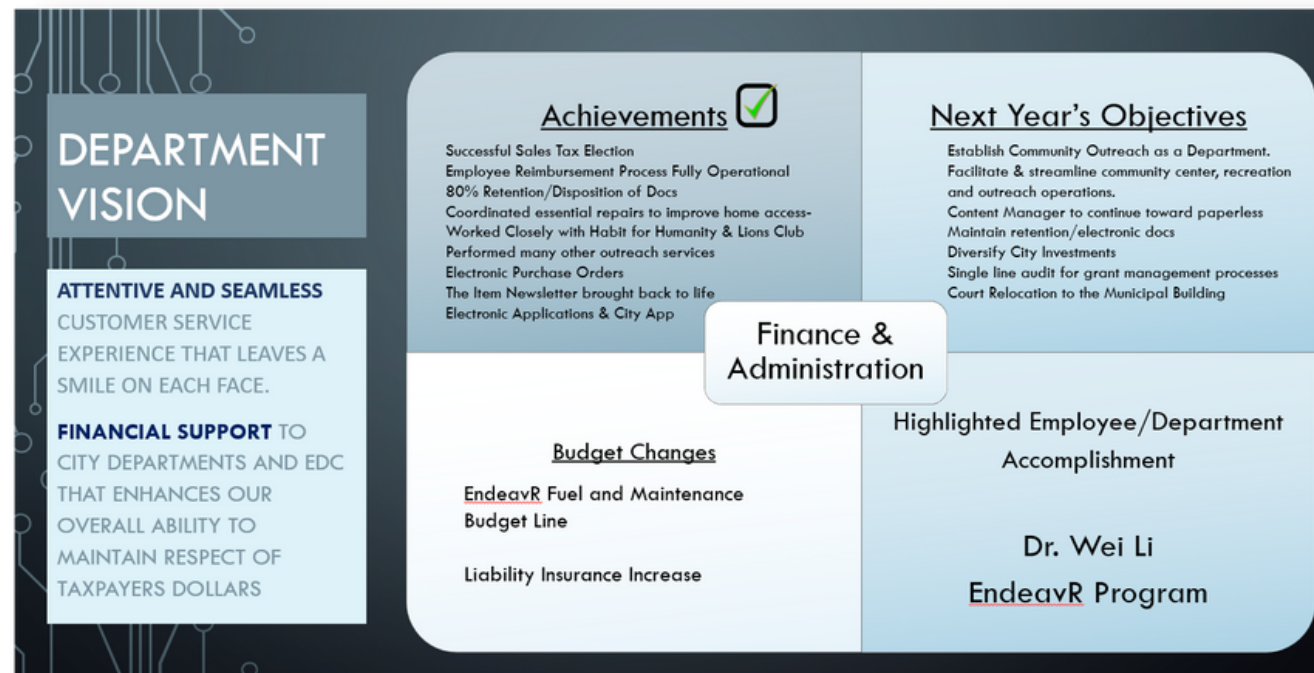 DEPARTMENT
VISION
ATTENTIVE AND SEAMLESS
CUSTOMER SERVICE
EXPERIENCE THAT LEAVES A
SMILE ON EACH FACE.
FINANCIAL SUPPORT TO
CITY DEPARTMENTS AND EDC
THAT ENHANCES OUR
OVERALL ABILITY TO
MAINTAIN RESPECT OF
TAXPAYERS DOLLARS
Achievements
Successful Sales Tax Election
Employee Reimbursement Process Fully Operational
80% Retention/Disposition of Docs
Coordinated essential repairs to improve home access-
Worked Closely with Habit for Humanity & Lions Club
Performed many other outreach services
Electronic Purchase Orders
The Item Newsletter brought back to life
Electronic Applications & City App
Next Year's Objectives
Establish Community Outreach as a Department.
Facilitate & streamline community center, recreation
and outreach operations.
Content Manager to continue toward paperless
Maintain retention/electronic docs
Diversify City Investments
Single line audit for grant management processes
Court Relocation to the Municipal Building
Finance &
Administration
Budget Changes
EndeavR Fuel and Maintenance
Budget Line
Liability Insurance Increase
Highlighted Employee/Department
Accomplishment
Dr. Wei Li
EndeavR Program